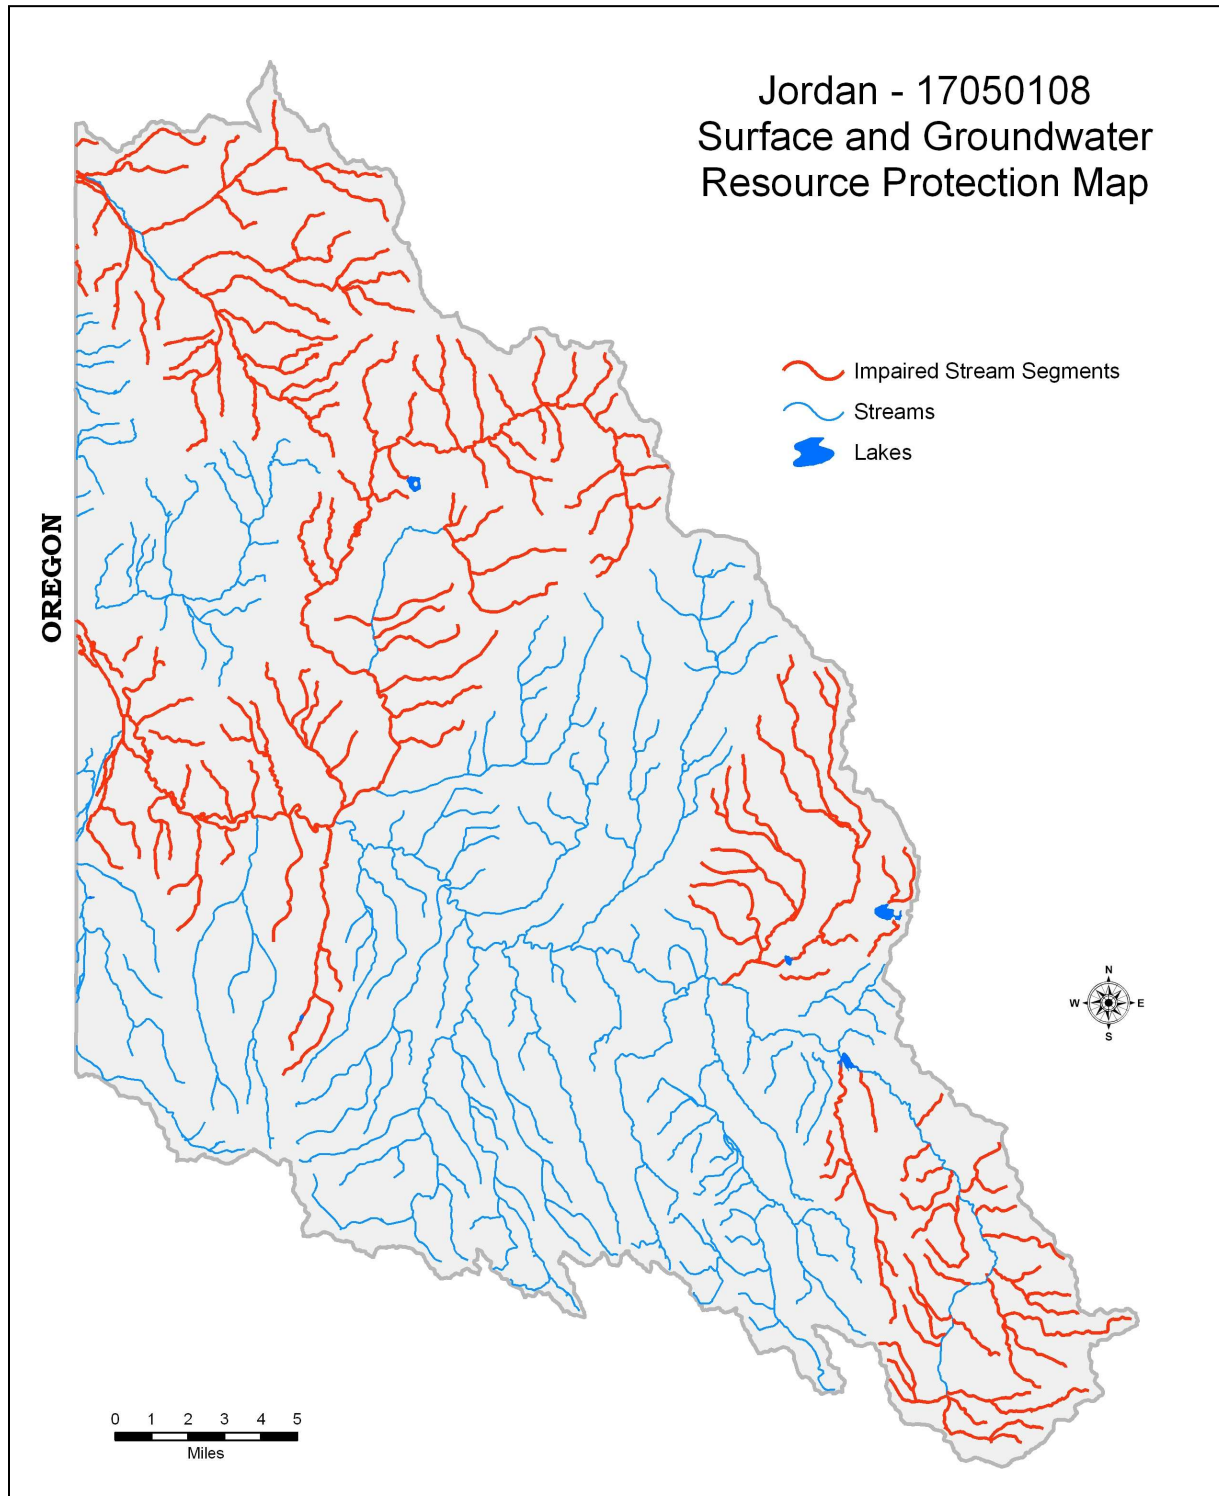 Jordan - 17050108
Surface and Groundwater
Resource Protection Map
Impaired Stream Segments
Streams
Lakes
OREGON
N
W E
S
0 1 2 3 4 5
Miles